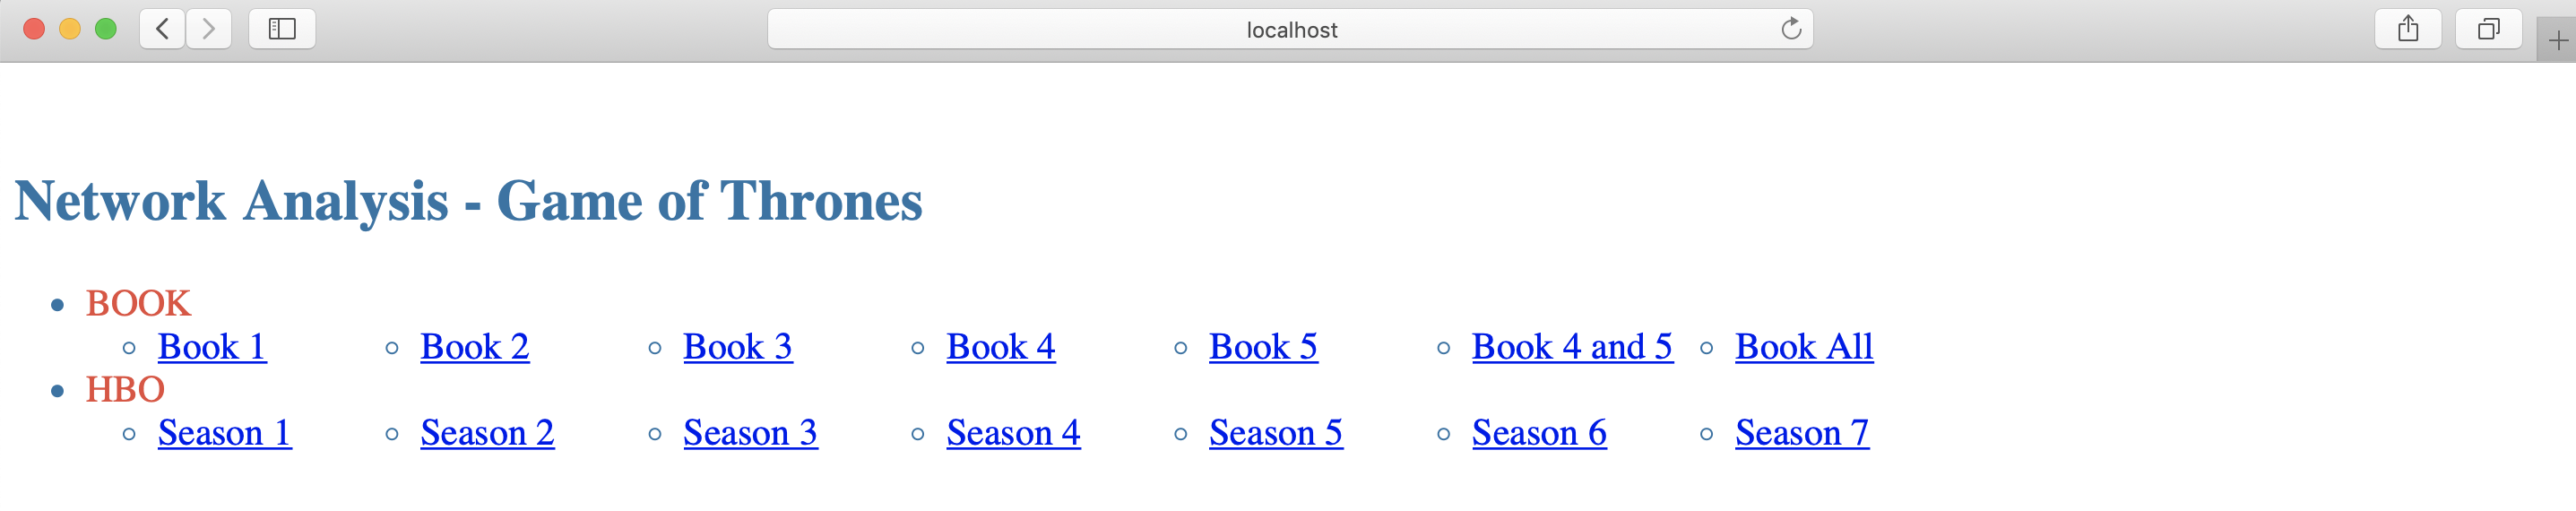 localhost
Network Analysis - Game of Thrones
BOOK
Book 1 Book 2 Book 3 Book 4 Book 5 Book 4 and 5 Book All
HBO
Season 1 Season 2 Season 3 Season 4 Season 5 Season 6 Season 7